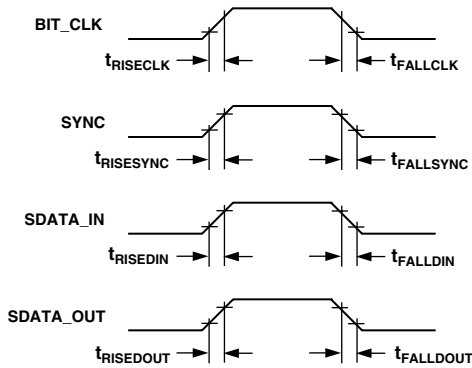 BIT_CLK
tRISECLK
tFALLCLK
SYNC
tRISESYNC
tFALLSYNC
SDATA_IN
tRISEDIN
tFALLDIN
SDATA_OUT
tRISEDOUT
tFALLDOUT